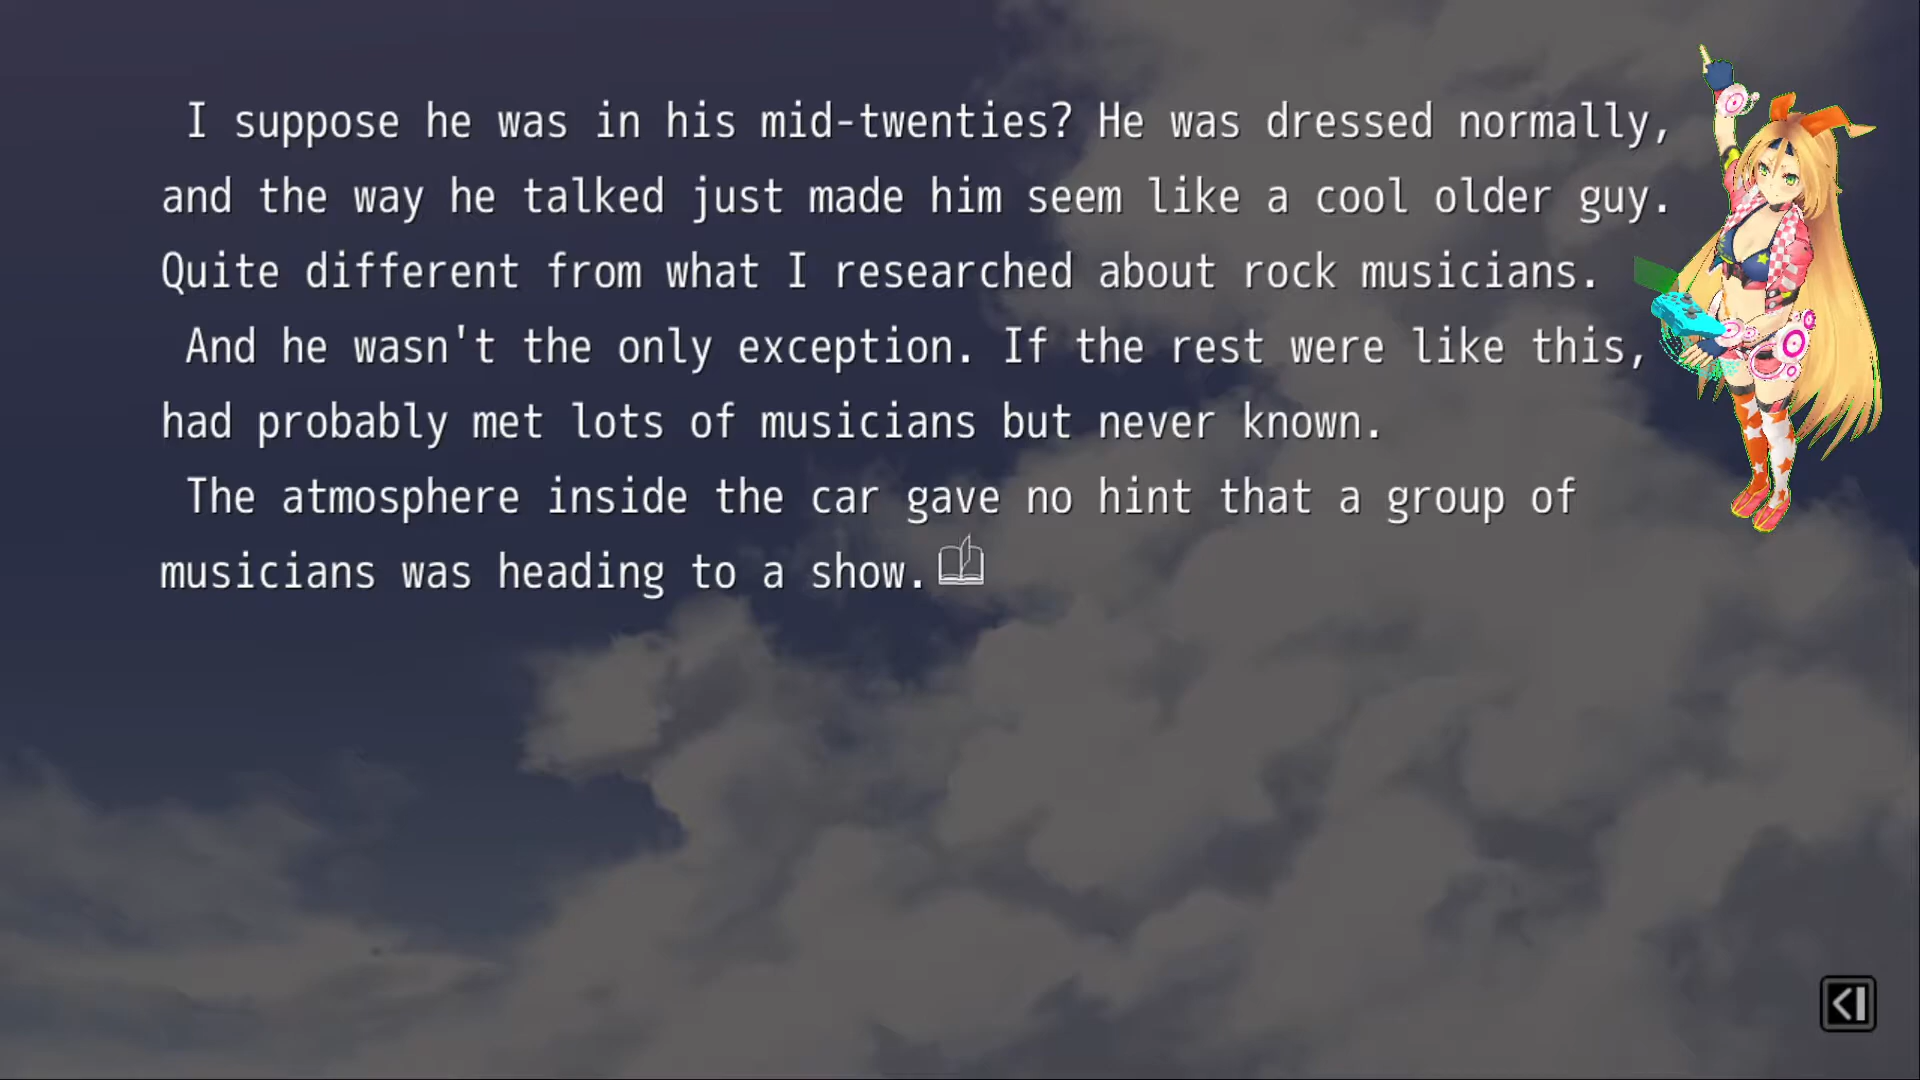 I suppose he was in his mid-twenties? He was dressed normally,
and the way he talked just made him seem like a cool older guy.
Quite different from what I researched about rock musicians.
And he wasn't the only exception. If the rest were like this,
had probably met lots of musicians but never known.
The atmosphere inside the car gave no hint that a group of
musicians was heading to a show.